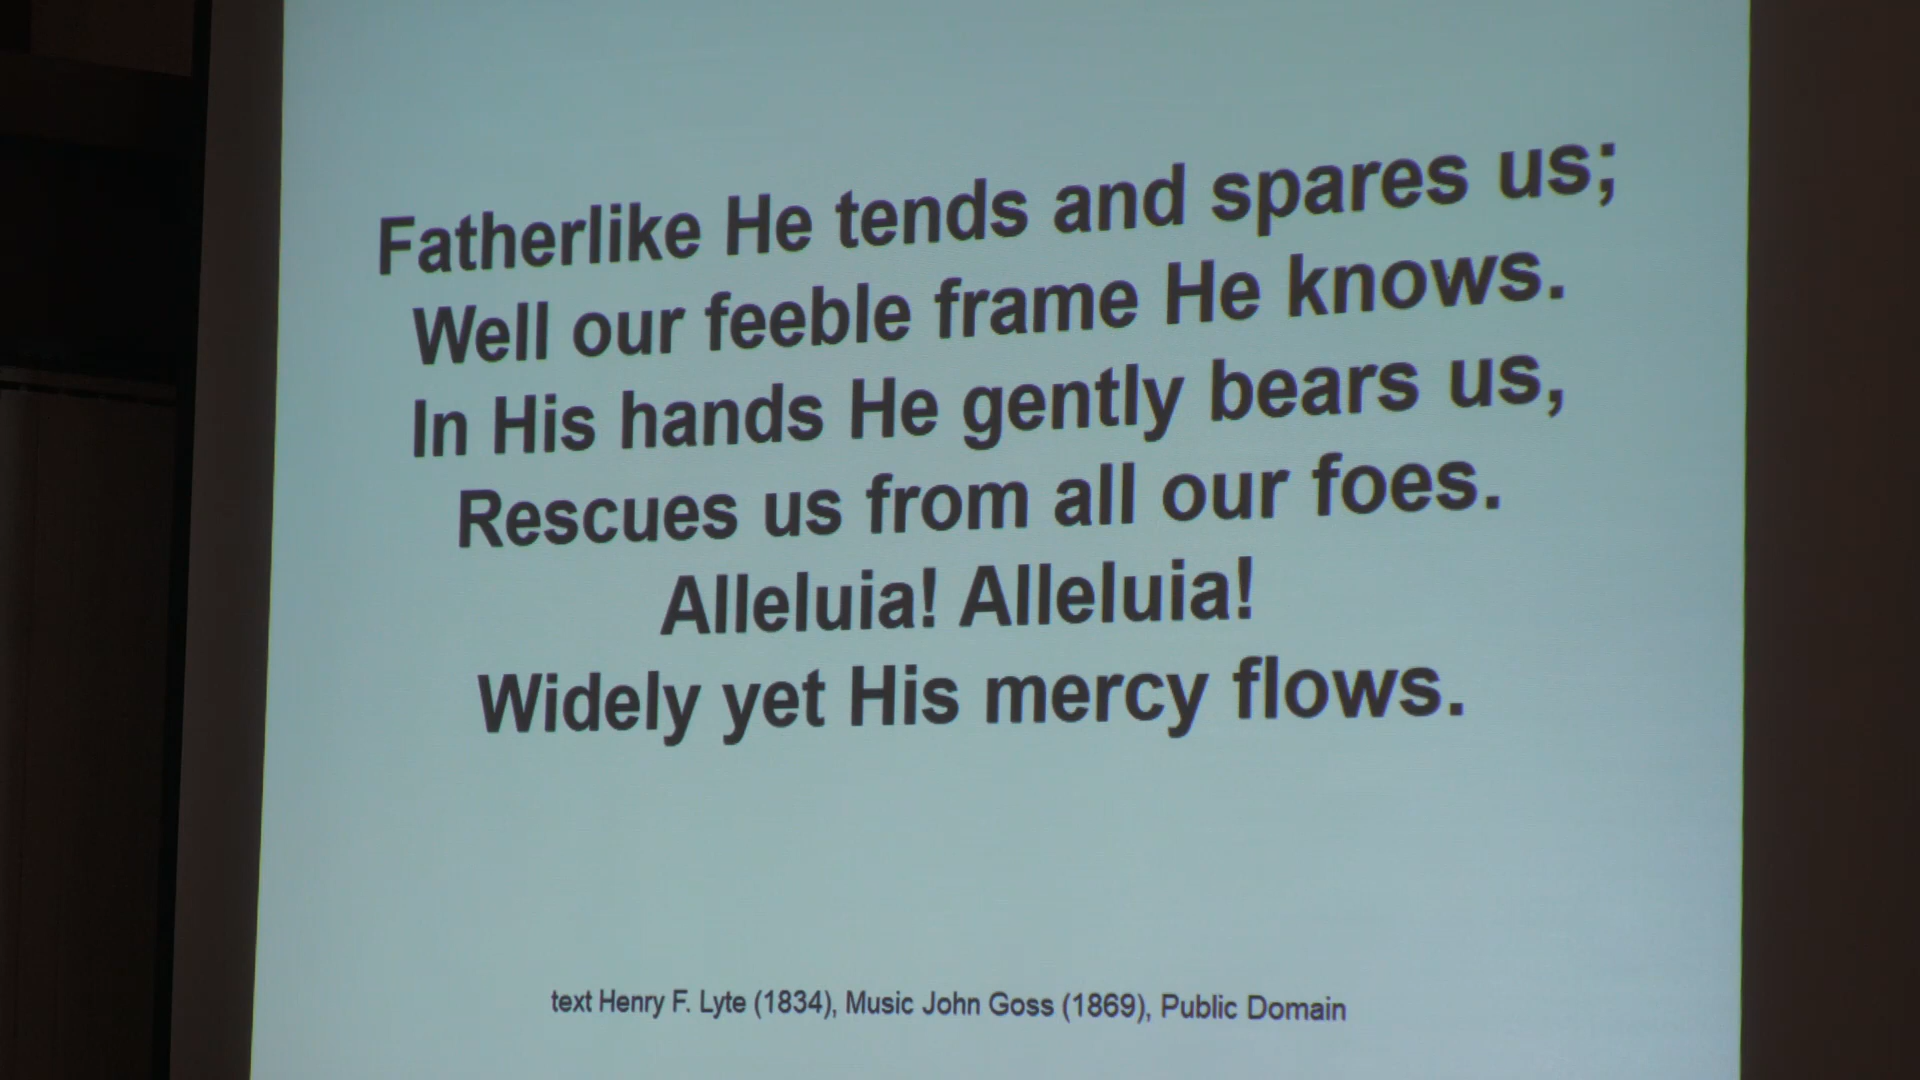 Fatherlike He tends and spares us;
Well our feeble frame He knows.
In His hands He gently bears us,
Rescues us from all our foes.
Alleluia! Alleluia!
Widely yet His mercy flows.
text Henry F. Lyte (1834), Music John Goss (1869), Public Domain